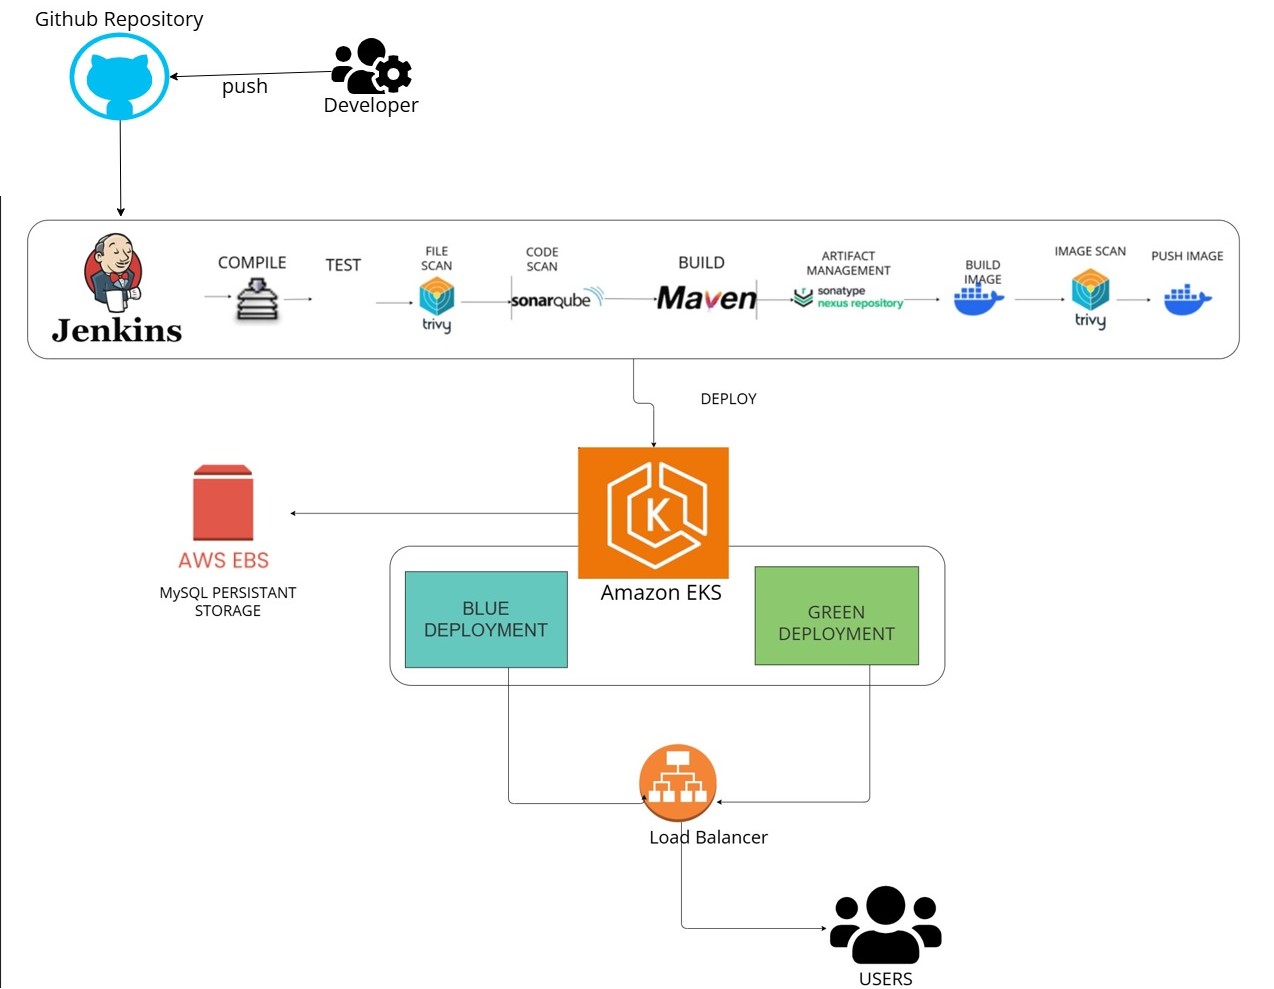 Github Repository
push
Developer
Jenkins
COMPILE
TEST
FILE
SCAN
trivy
CODE
SCAN
sonarqube
BUILD
Maven
ARTIFACT
MANAGEMENT
sonatype
nexus repository
BUILD
IMAGE
IMAGE SCAN
trivy
PUSH IMAGE
DEPLOY
K
Amazon EKS
AWS EBS
MySQL PERSISTANT
STORAGE
BLUE
DEPLOYMENT
GREEN
DEPLOYMENT
Load Balancer
USERS